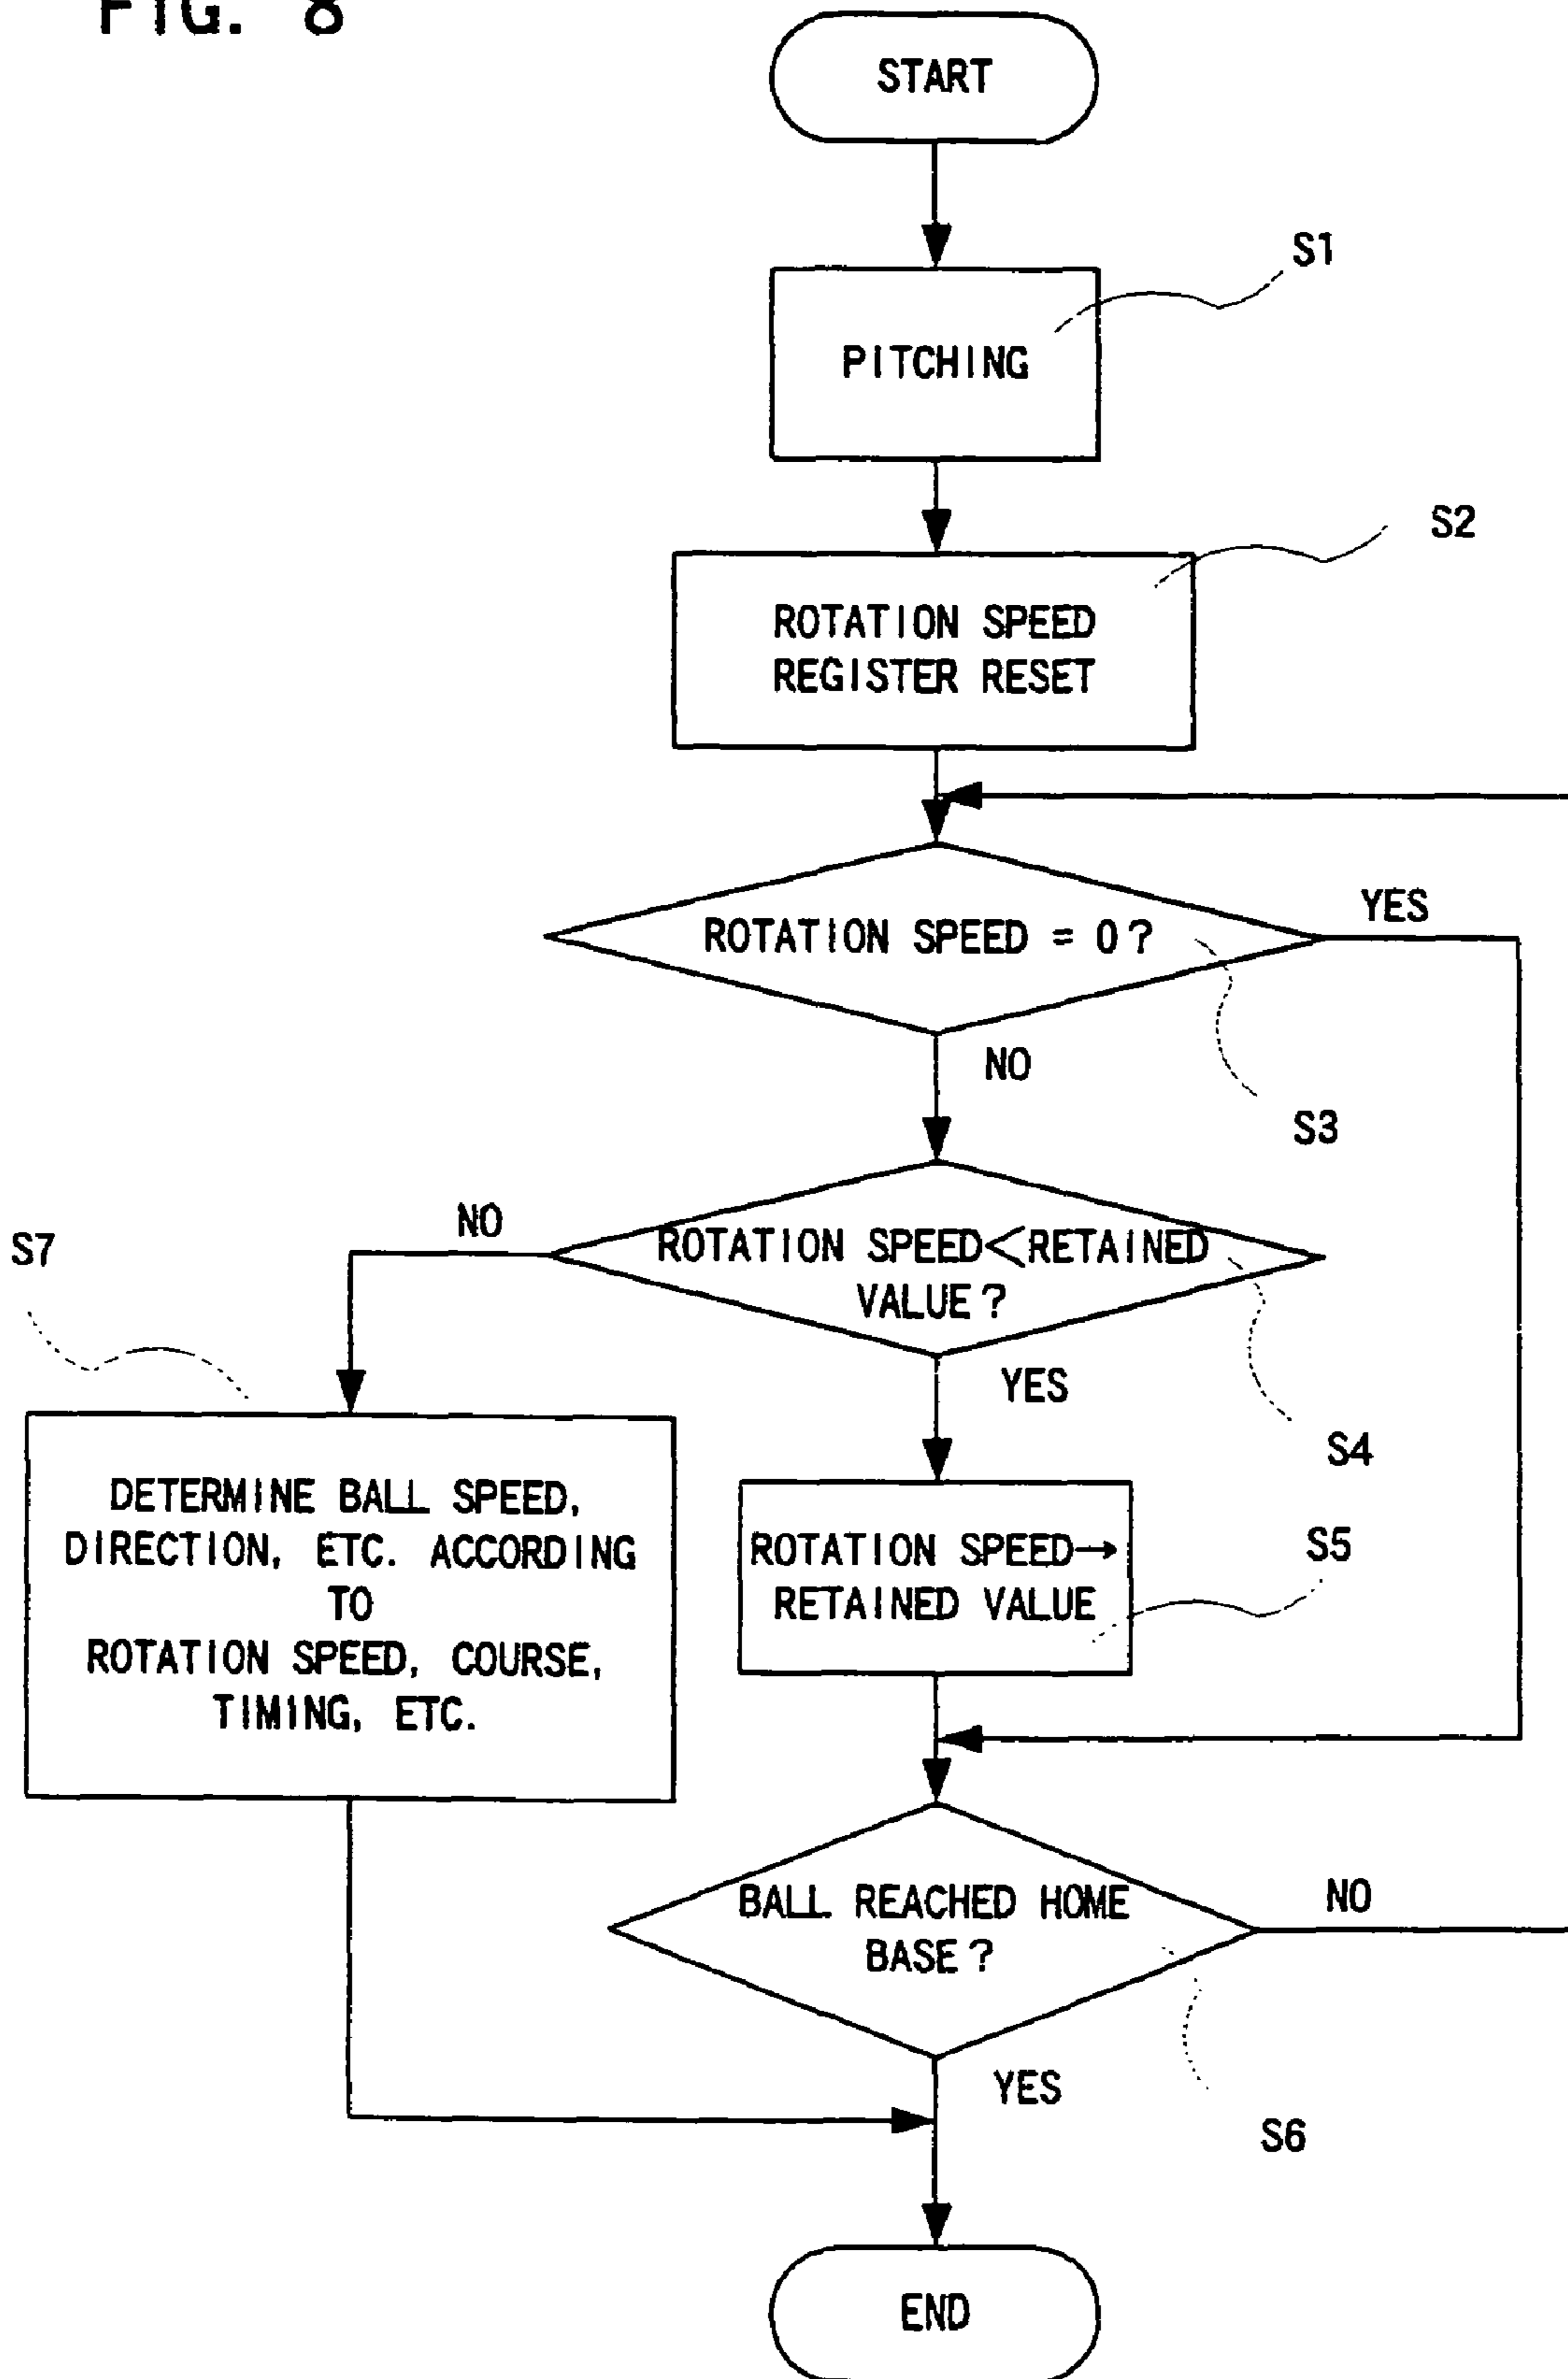 FIG. 8
START
S1
PITCHING
S2
ROTATION SPEED
REGISTER RESET
ROTATION SPEED = 0?
YES
NO
S3
S7
NO
ROTATION SPEED<RETAINED
VALUE?
YES
S4
DETERMINE BALL SPEED,
DIRECTION, ETC. ACCORDING
TO
ROTATION SPEED, COURSE,
TIMING, ETC.
ROTATION SPEED→
RETAINED VALUE
S5
BALL REACHED HOME
BASE?
NO
YES
S6
END